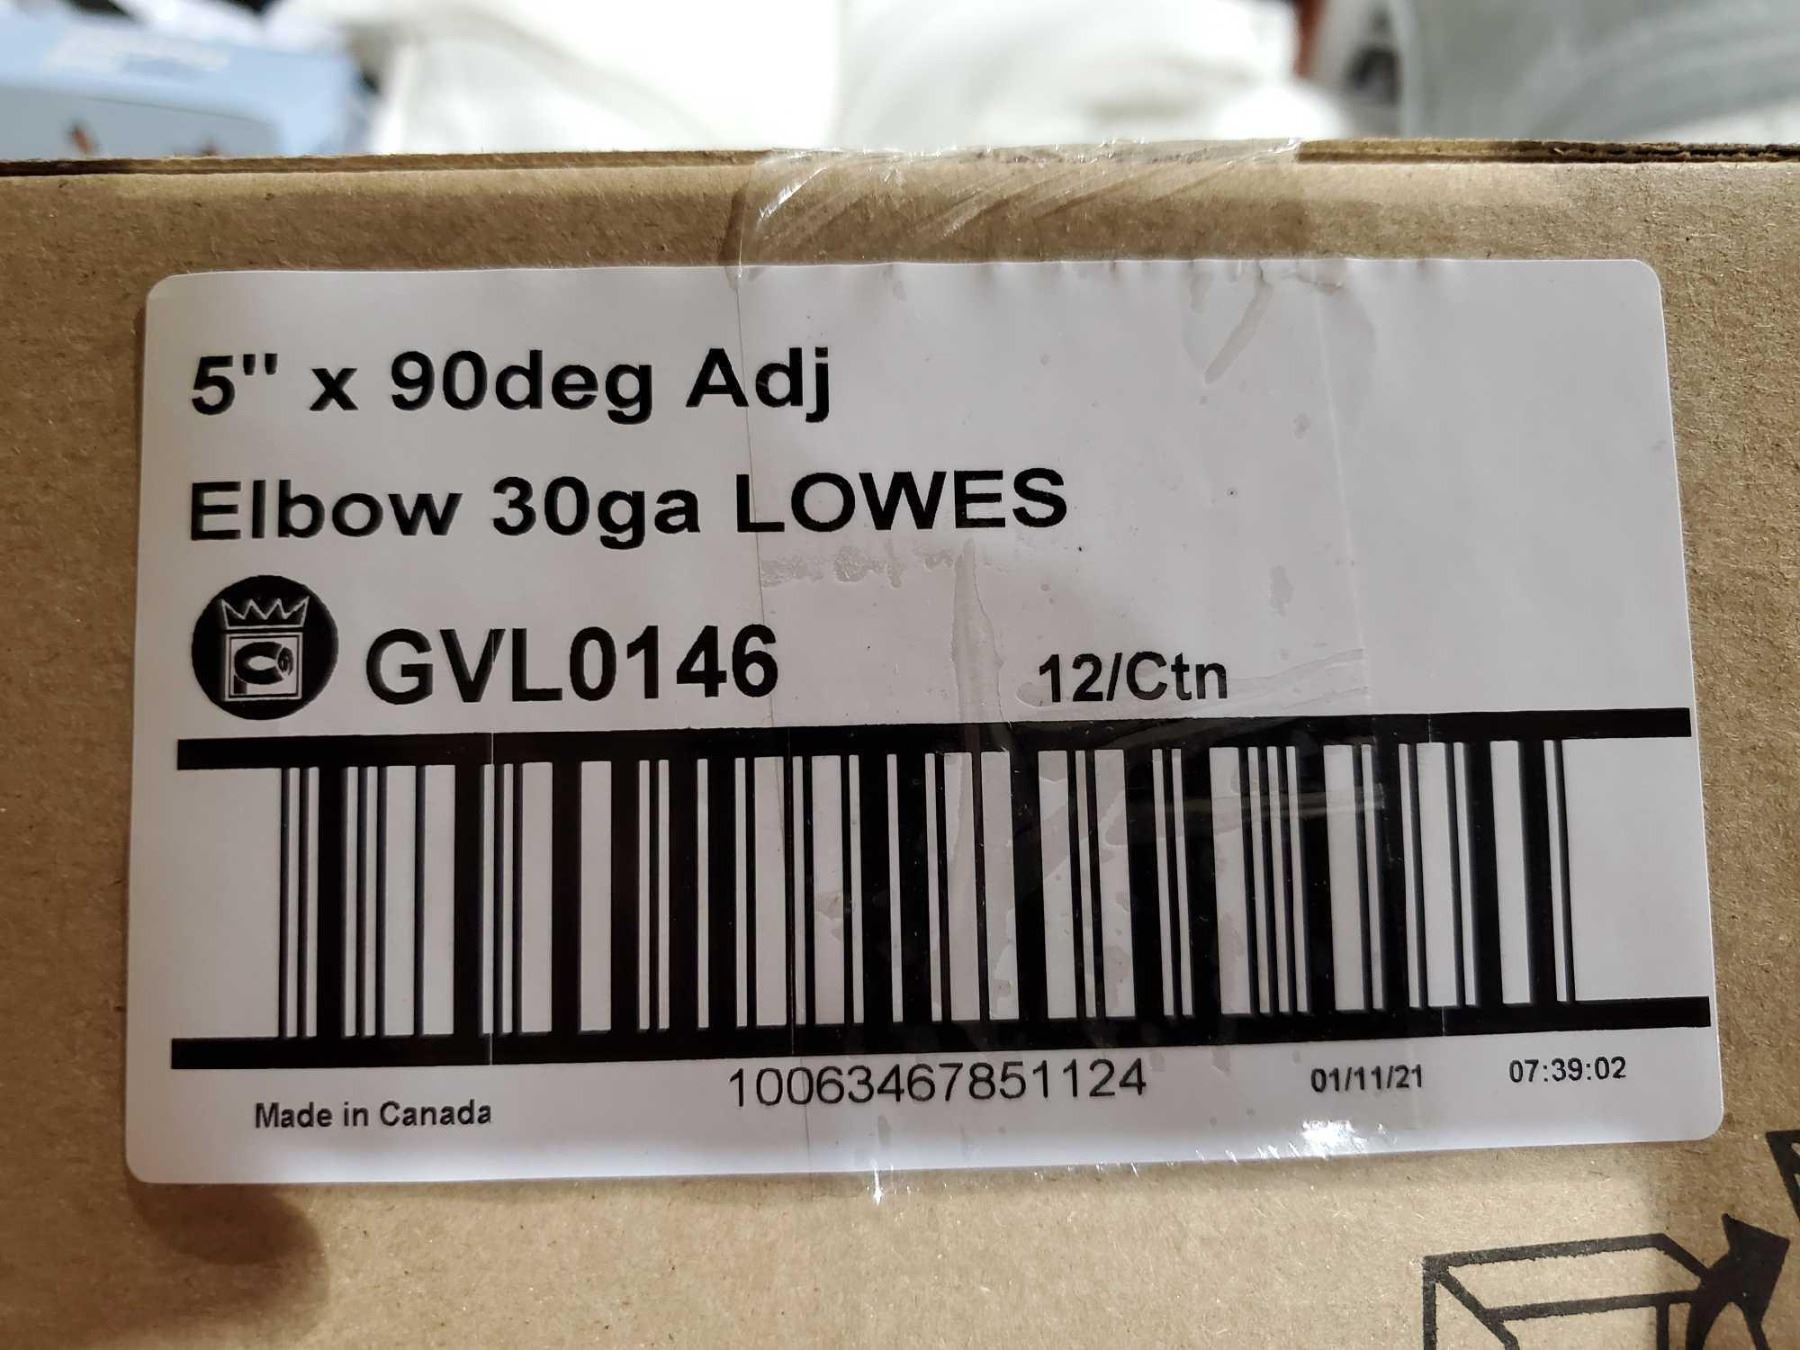 5" x 90deg Adj
Elbow 30ga LOWES
GVL0146 12/Ctn
10063467851124 01/11/21 07:39:02
Made in Canada